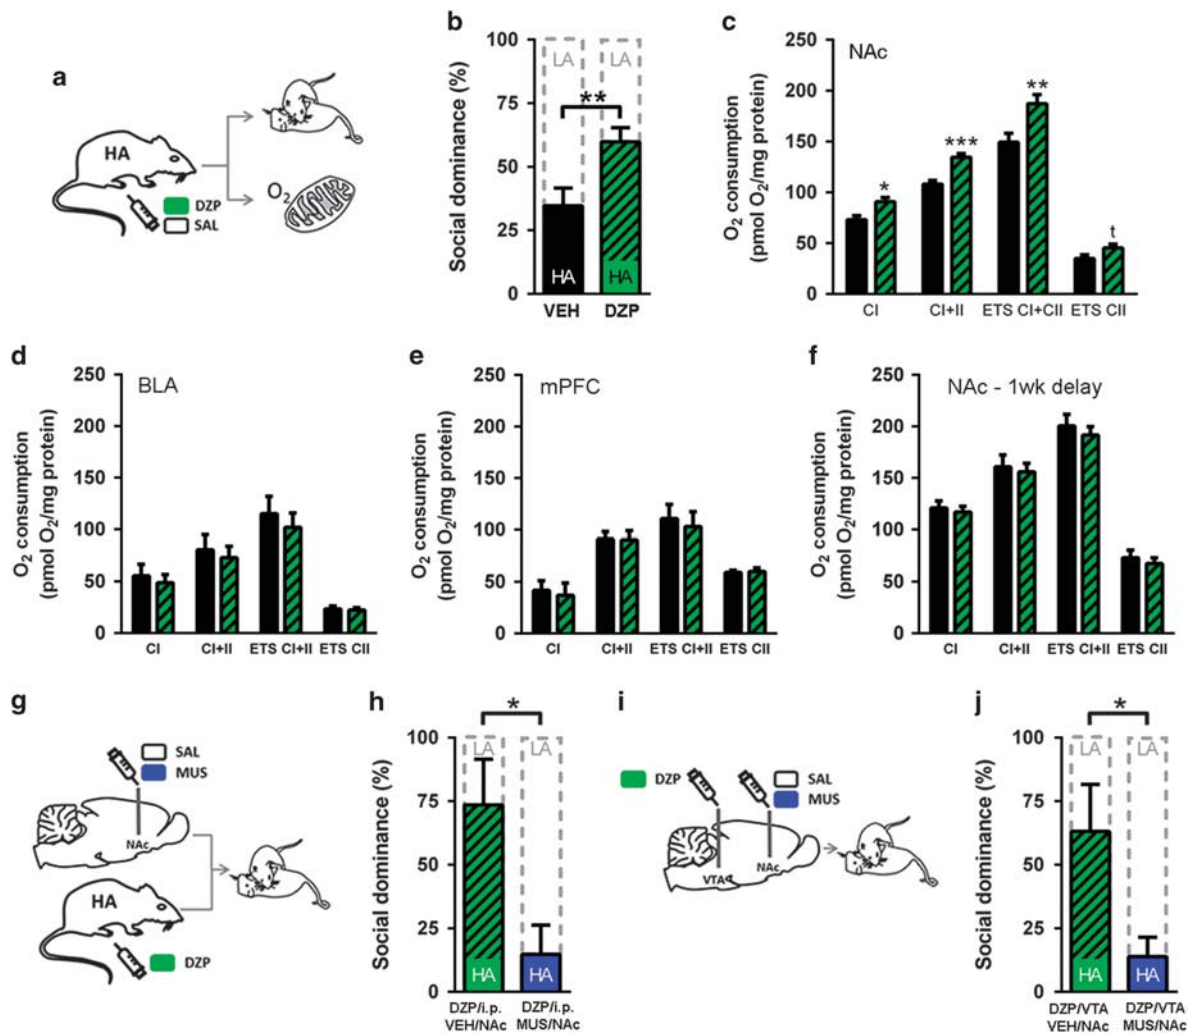 a
HA
DZP
SAL
O2
b
Social dominance (%)
100
75
50
25
0
LA
LA
**
HA
HA
VEH
DZP
c
NAc
O2 consumption
(pmol O2/mg protein)
250
200
150
100
50
0
*
***
**
t
CI
CI+II
ETS CI+CII
ETS CII
d
BLA
O2 consumption
(pmol O2/mg protein)
250
200
150
100
50
0
CI
CI+II
ETS CI+II
ETS CII
e
mPFC
O2 consumption
(pmol O2/mg protein)
250
200
150
100
50
0
CI
CI+II
ETS CI+II
ETS CII
f
NAc - 1wk delay
O2 consumption
(pmol O2/mg protein)
250
200
150
100
50
0
CI
CI+II
ETS CI+II
ETS CII
g
SAL
MUS
NAc
HA
DZP
h
Social dominance (%)
100
75
50
25
0
*
LA
LA
HA
HA
DZP/i.p.
VEH/NAc
DZP/i.p.
MUS/NAc
i
DZP
SAL
MUS
VTA
NAc
j
Social dominance (%)
100
75
50
25
0
*
LA
LA
HA
HA
DZP/VTA
VEH/NAc
DZP/VTA
MUS/NAc